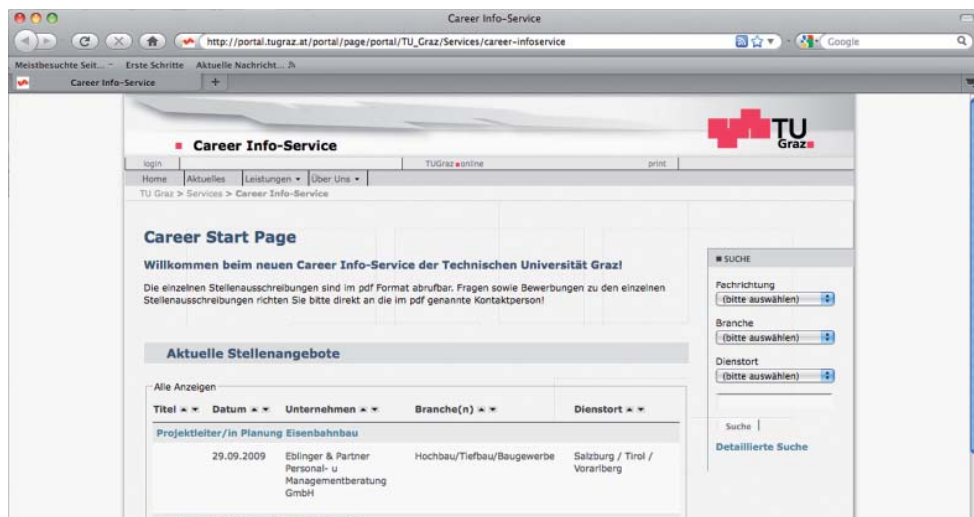 Career Info-Service
http://portal.tugraz.at/portal/page/portal/TU_Graz/Services/career-infoservice
Google
Meistbesuchte Seit... Erste Schritte Aktuelle Nachricht...
Career Info-Service +
TU
Graz
Career Info-Service
login TUGraz online print
Home Aktuelles Leistungen Über Uns
TU Graz > Services > Career Info-Service
Career Start Page
Willkommen beim neuen Career Info-Service der Technischen Universität Graz!
Die einzelnen Stellenausschreibungen sind im pdf Format abrufbar. Fragen sowie Bewerbungen zu den einzelnen
Stellenausschreibungen richten Sie bitte direkt an die im pdf genannte Kontaktperson!
Aktuelle Stellenangebote
Alle Anzeigen
Titel Datum Unternehmen Branche(n) Dienstort
Projektleiter/in Planung Eisenbahnbau
29.09.2009 Eblinger & Partner Hochbau/Tiefbau/Baugewerbe Salzburg / Tirol /
Personal- u Vorarlberg
Managementberatung
GmbH
SUCHE
Fachrichtung
(bitte auswählen)
Branche
(bitte auswählen)
Dienstort
(bitte auswählen)
Suche
Detaillierte Suche